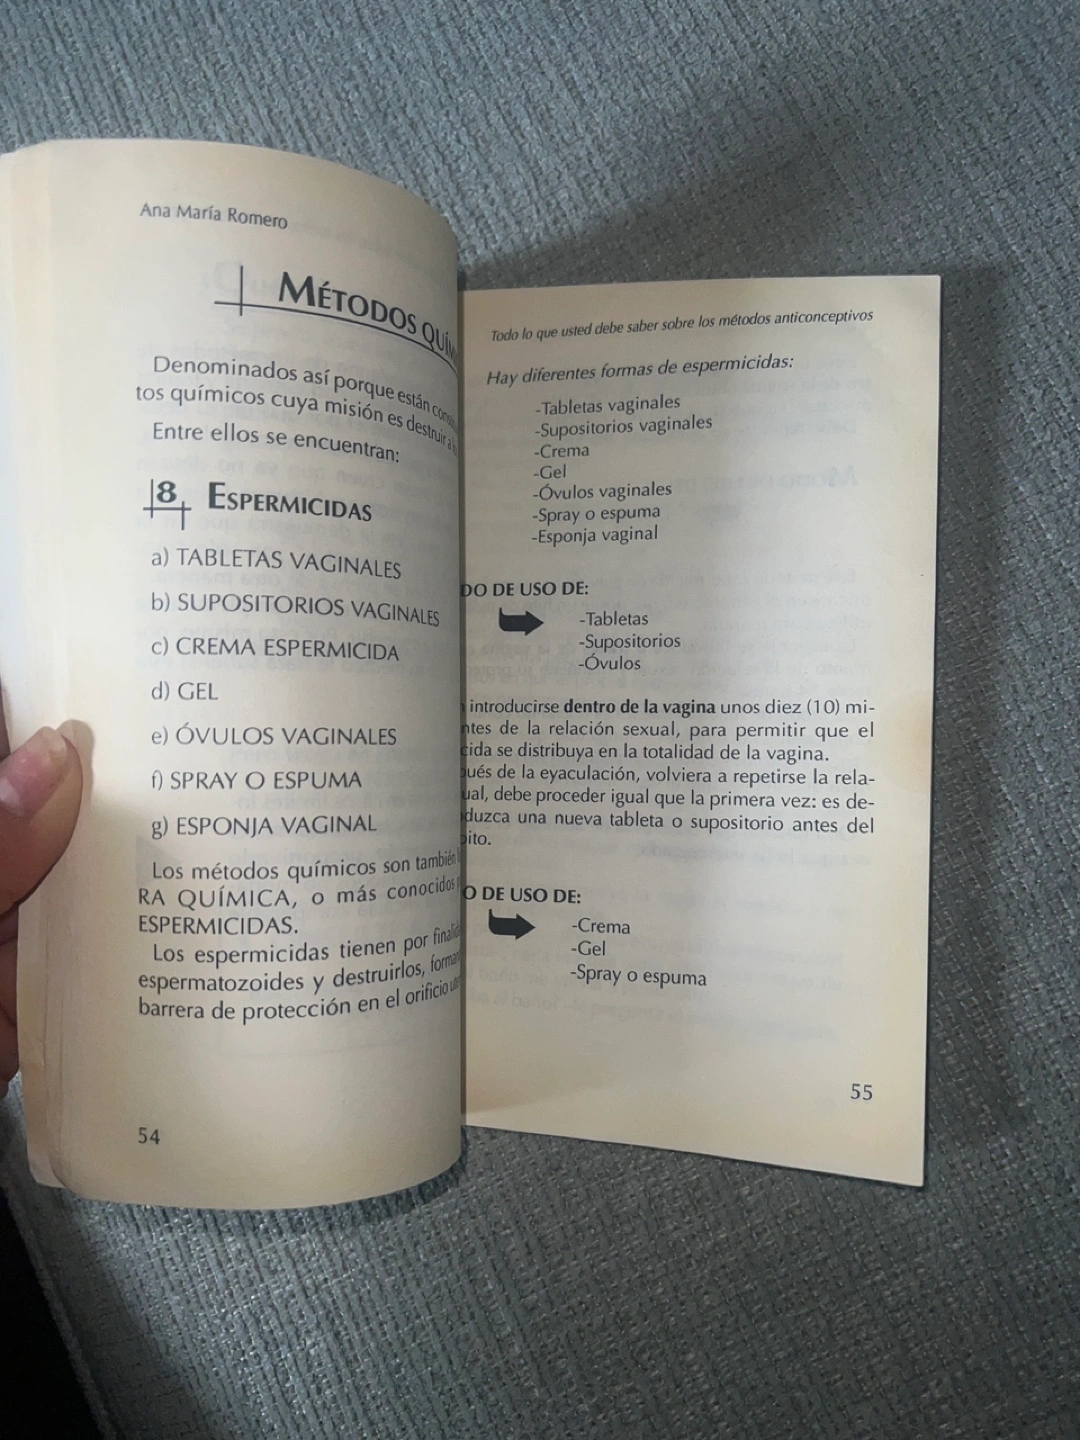 Ana María Romero
MÉTODOS
Denominados así porque están
tos químicos cuya misión es destruir a
Entre ellos se encuentran:
8 ESPERMICIDAS
a) TABLETAS VAGINALES
b) SUPOSITORIOS VAGINALES
c) CREMA ESPERMICIDA
d) GEL
e) ÓVULOS VAGINALES
f) SPRAY O ESPUMA
g) ESPONJA VAGINAL
Los métodos químicos son también
RA QUÍMICA, o más conocidos
ESPERMICIDAS.
Los espermicidas tienen por
espermatozoides y destruirlos,
barrera de protección en el orificio
54
Todo lo que usted debe saber sobre los métodos anticonceptivos
Hay diferentes formas de espermicidas:
-Tabletas vaginales
-Supositorios vaginales
-Crema
-Gel
-Óvulos vaginales
-Spray o espuma
-Esponja vaginal
DO DE USO DE:
-Tabletas
-Supositorios
-Óvulos
introducirse dentro de la vagina unos diez (10) mi-
ntes de la relación sexual, para permitir que el
cida se distribuya en la totalidad de la vagina.
pués de la eyaculación, volviera a repetirse la rela-
ual, debe proceder igual que la primera vez: es de-
duzca una nueva tableta o supositorio antes del
ito.
O DE USO DE:
-Crema
-Gel
-Spray o espuma
55